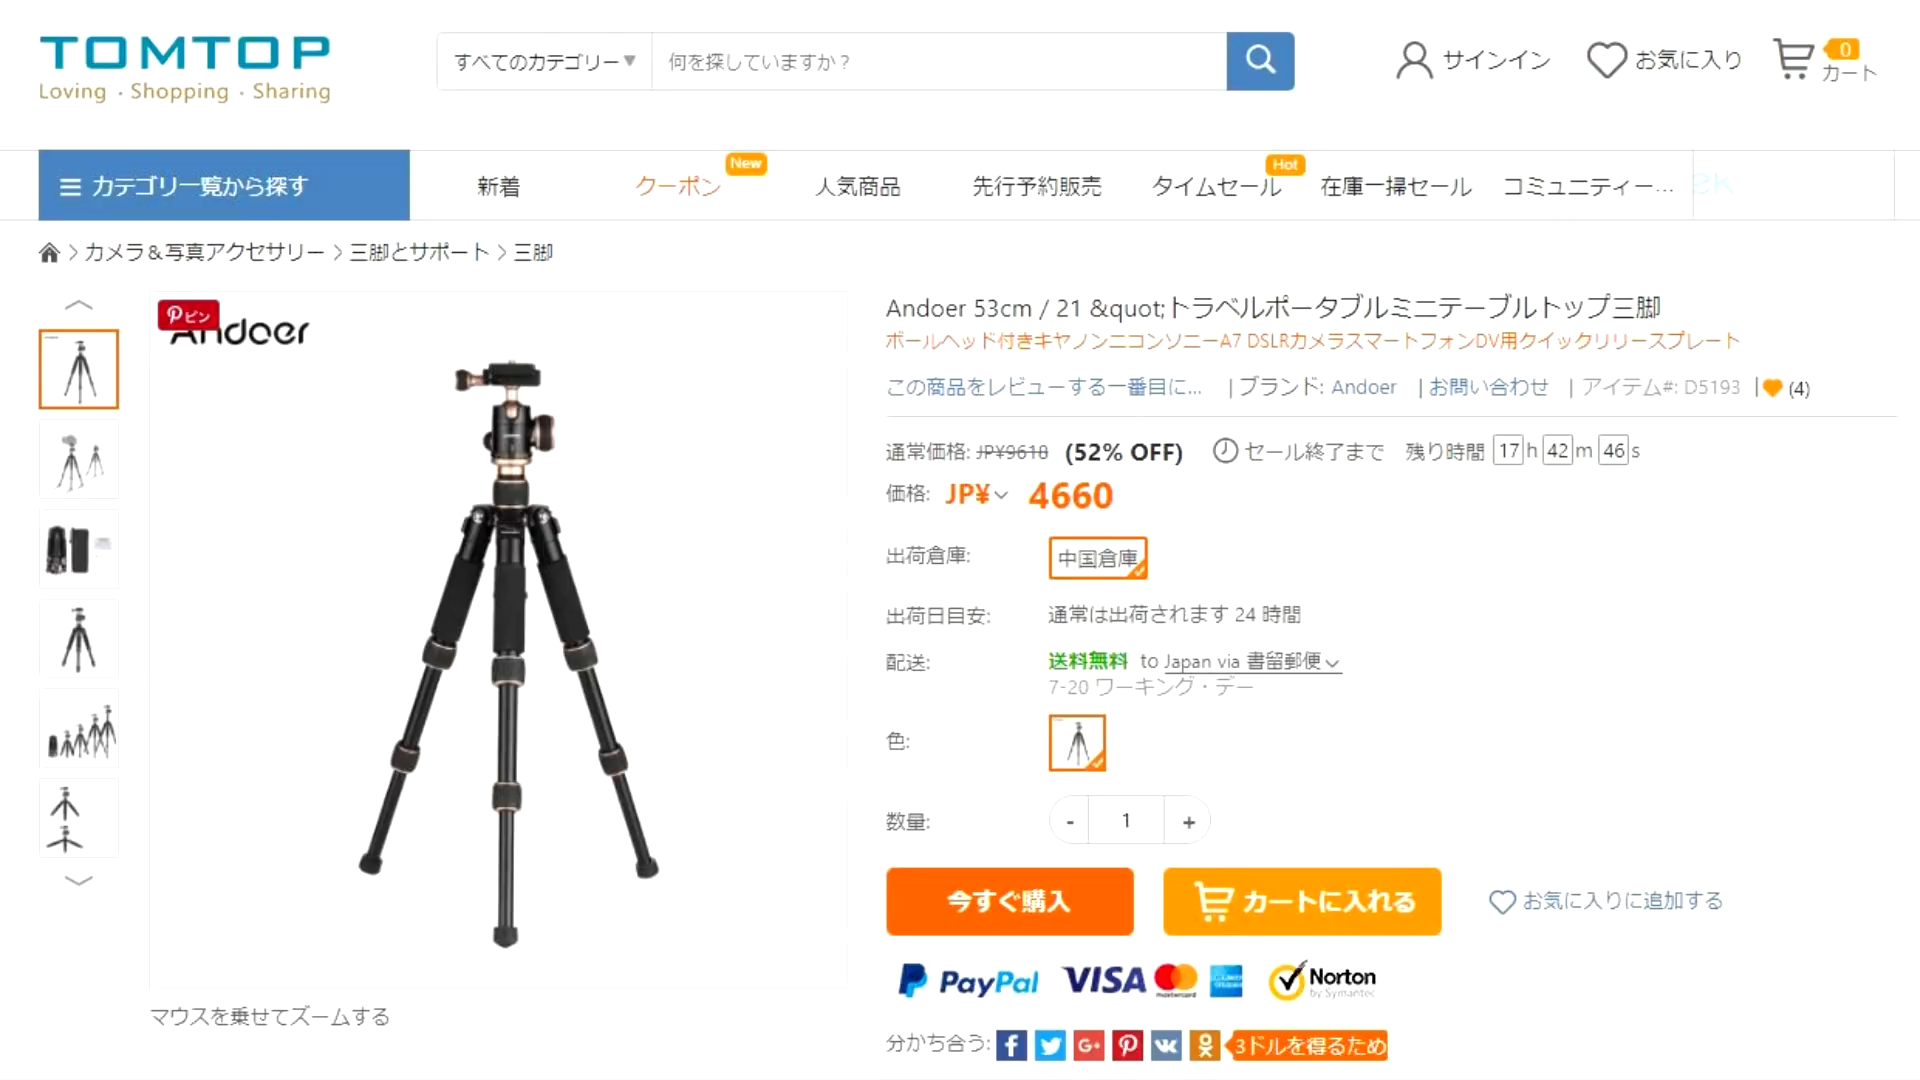 TOMTOP
Loving · Shopping · Sharing
すべてのカテゴリー▼
何を探していますか？
サインイン
お気に入り
0
カート
カテゴリ一覧から探す
新着
クーポン
New
人気商品
先行予約販売
タイムセール
Hot
在庫一掃セール
コミュニティー...
カメラ＆写真アクセサリー > 三脚とサポート > 三脚
ピン
Andoer
Andoer 53cm / 21 &quot;トラベルポータブルミニテーブルトップ三脚
ボールヘッド付きキヤノンニコンソニーA7 DSLRカメラスマートフォンDV用クイックリリースプレート
この商品をレビューする一番目に... | ブランド: Andoer | お問い合わせ | アイテム#: D5193 | (4)
通常価格: JP¥9618 (52% OFF) セール終了まで 残り時間 17 h 42 m 46 s
価格: JP¥ 4660
出荷倉庫: 中国倉庫
出荷日目安: 通常は出荷されます 24 時間
配送: 送料無料 to Japan via 書留郵便
7-20 ワーキング・デー
色:
数量: - 1 +
今すぐ購入
カートに入れる
お気に入りに追加する
PayPal VISA mastercard Norton
by Symantec
マウスを乗せてズームする
分かち合う: 3ドルを得るため